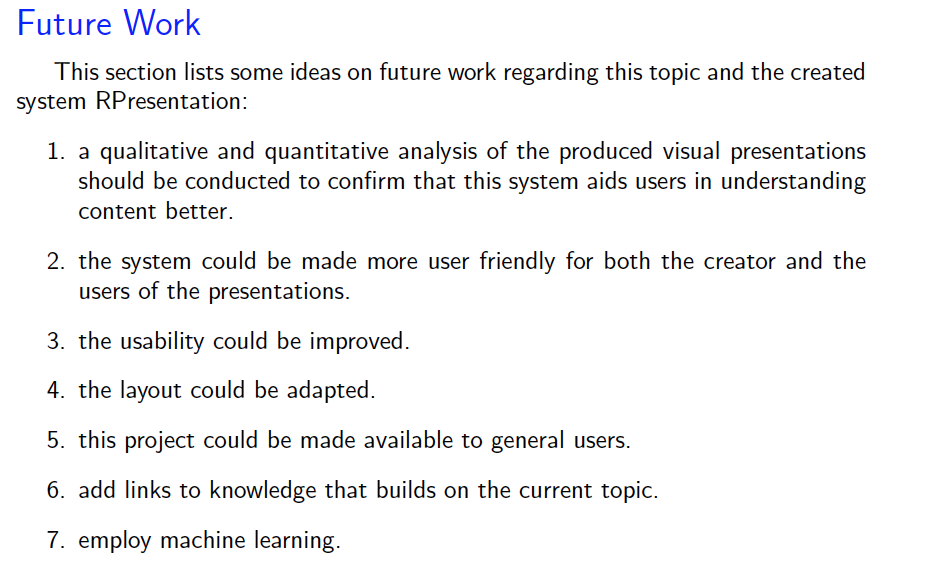 Future Work
This section lists some ideas on future work regarding this topic and the created
system RPresentation:
1. a qualitative and quantitative analysis of the produced visual presentations
should be conducted to confirm that this system aids users in understanding
content better.
2. the system could be made more user friendly for both the creator and the
users of the presentations.
3. the usability could be improved.
4. the layout could be adapted.
5. this project could be made available to general users.
6. add links to knowledge that builds on the current topic.
7. employ machine learning.